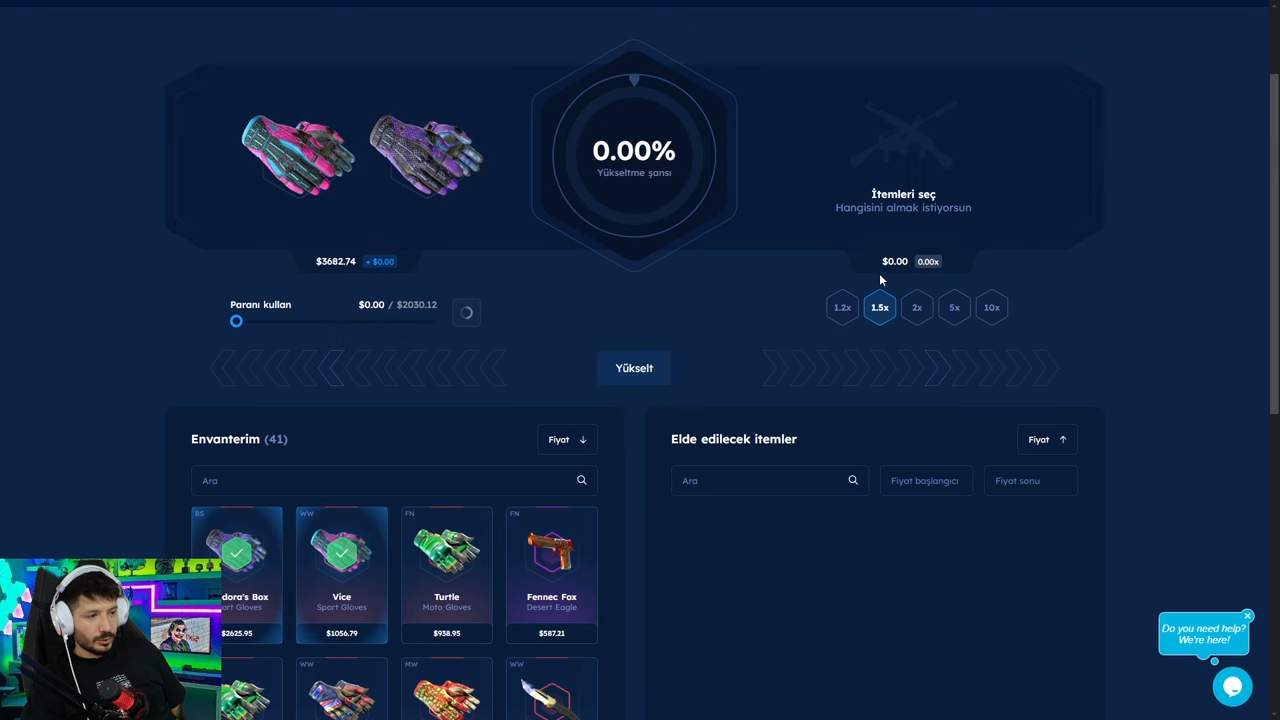 0.00%
Yükseltme şansı
İtemleri seç
Hangisini almak istiyorsun
$3682.74 + $0.00
$0.00 0.00x
Paranı kullan $0.00 / $2030.12
1.2x 1.5x 2x 5x 10x
Yükselt
Envanterim (41)
Fiyat ↓
Ara
BS
dora's Box
ort Gloves
$2625.95
WW
Vice
Sport Gloves
$1056.79
FN
Turtle
Moto Gloves
$938.95
FN
Fennec Fox
Desert Eagle
$587.21
WW
MW
WW
Elde edilecek itemler
Fiyat ↑
Ara
Fiyat başlangıcı
Fiyat sonu
Do you need help?
We're here!